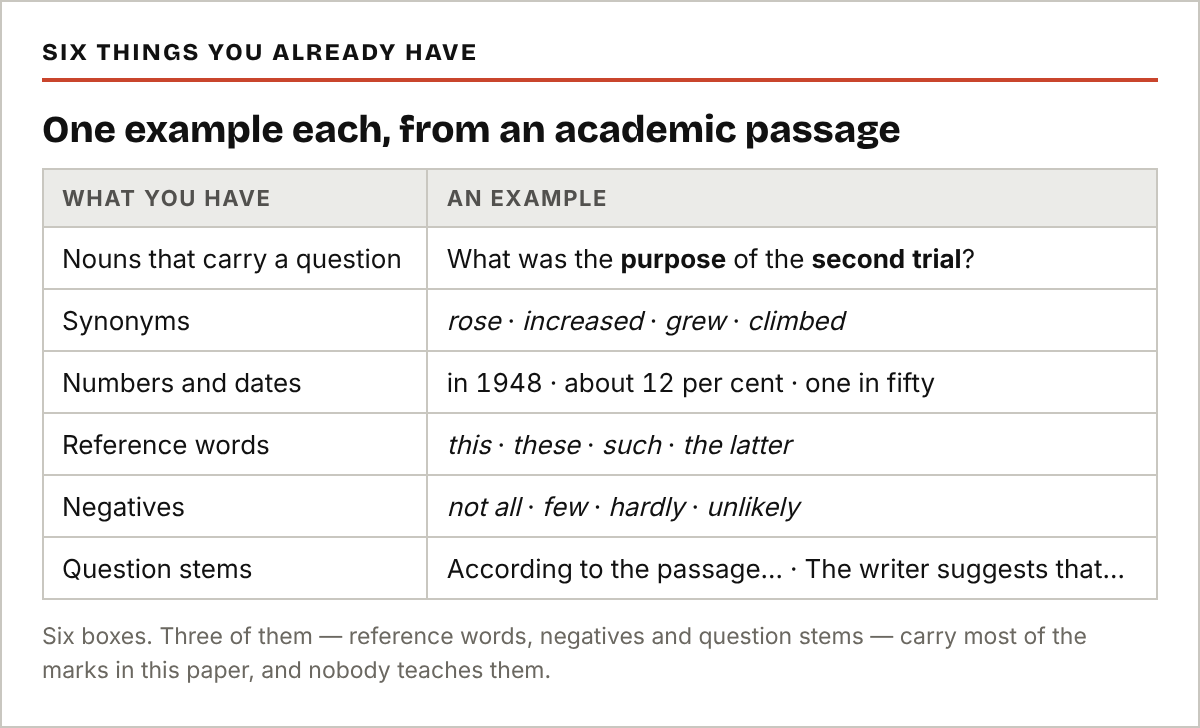 SIX THINGS YOU ALREADY HAVE
One example each, from an academic passage
WHAT YOU HAVE
AN EXAMPLE
Nouns that carry a question
What was the purpose of the second trial?
Synonyms
rose · increased · grew · climbed
Numbers and dates
in 1948 · about 12 per cent · one in fifty
Reference words
this · these · such · the latter
Negatives
not all · few · hardly · unlikely
Question stems
According to the passage… · The writer suggests that…
Six boxes. Three of them — reference words, negatives and question stems — carry most of the
marks in this paper, and nobody teaches them.